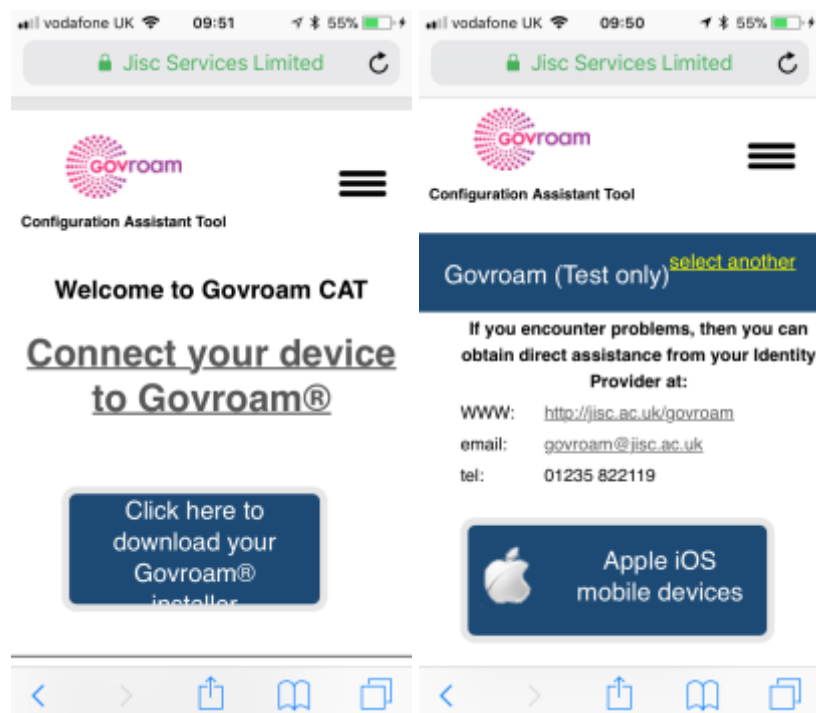 vodafone UK 09:51 55%
Jisc Services Limited
Govroam
Configuration Assistant Tool
Welcome to Govroam CAT
Connect your device
to Govroam®
Click here to
download your
Govroam®
installer
vodafone UK 09:50 55%
Jisc Services Limited
Govroam
Configuration Assistant Tool
Govroam (Test only) select another
If you encounter problems, then you can
obtain direct assistance from your Identity
Provider at:
WWW: http://jisc.ac.uk/govroam
email: govroam@jisc.ac.uk
tel: 01235 822119
Apple iOS
mobile devices